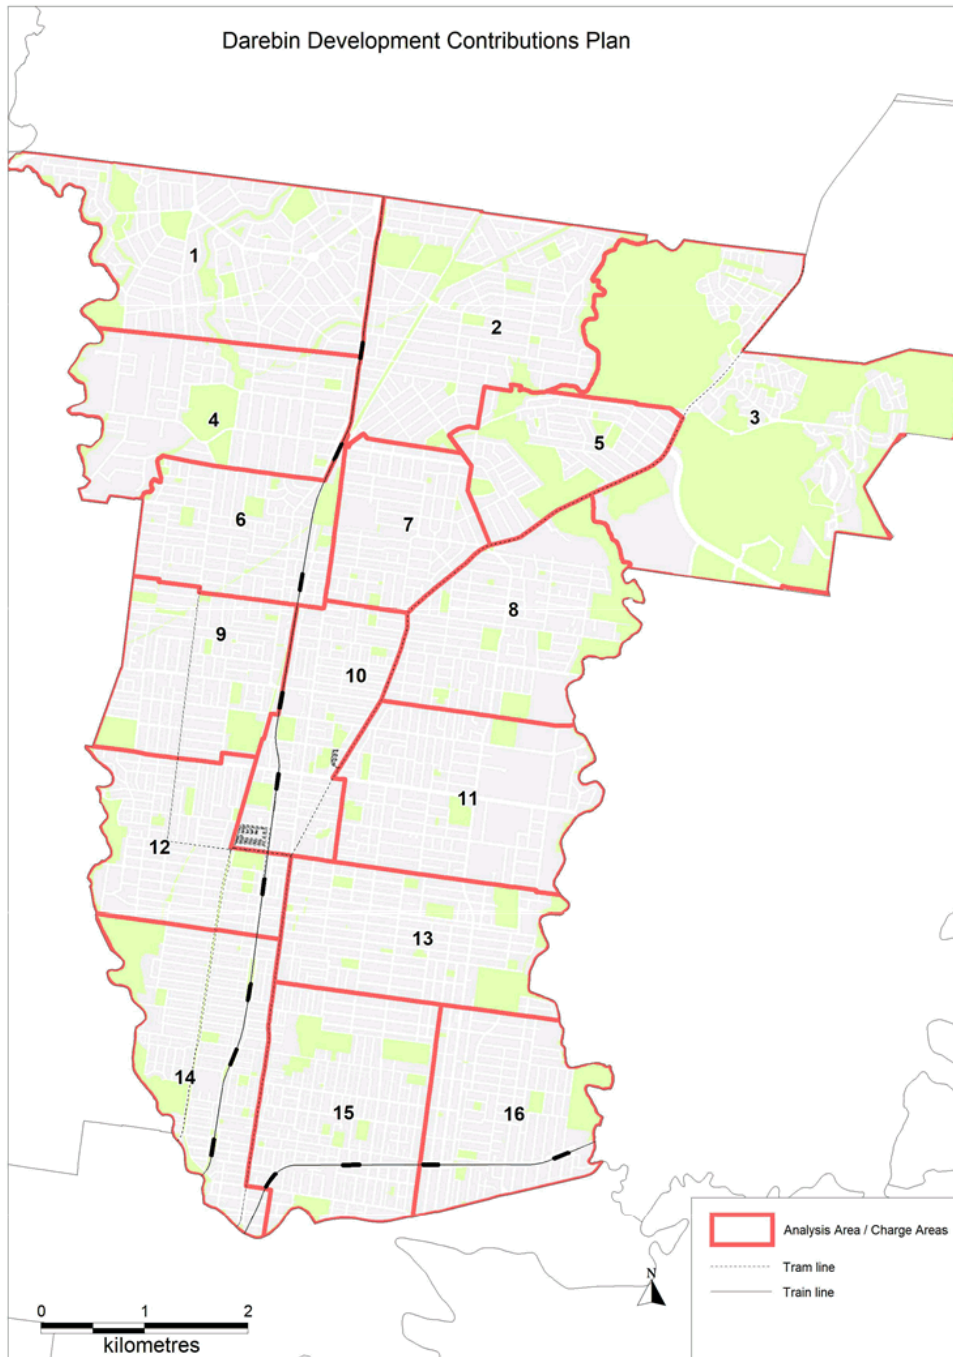 Darebin Development Contributions Plan
1
2
3
4
5
6
7
8
9
10
11
12
13
14
15
16
Analysis Area / Charge Areas
Tram line
Train line
N
0 1 2
kilometres